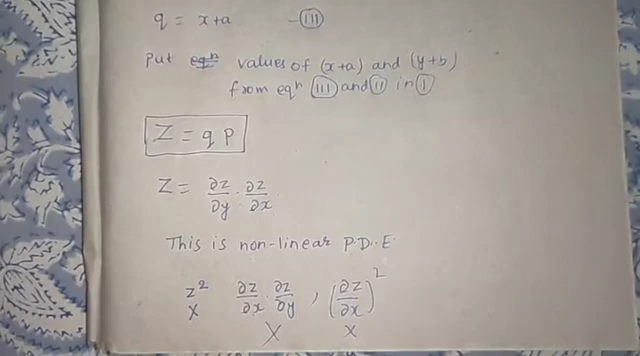 q = x+a - (III)
Put eqⁿ values of (x+a) and (y+b)
from eqⁿ (III) and (II) in (I)
Z = q p
Z = ∂z/∂y · ∂z/∂x
This is non-linear P.D.E.
z² ∂z/∂x · ∂z/∂y , (∂z/∂x)²
X X X